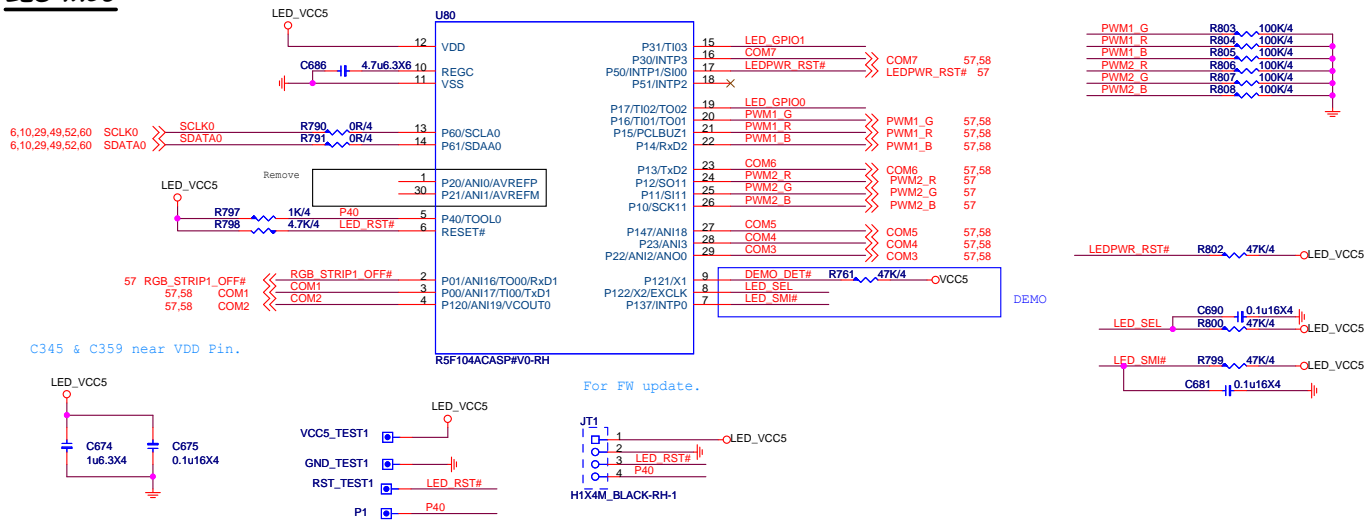 LED_VCC5
U80
12 VDD
C686 4.7u6.3X6 10 REGC
11 VSS
6,10,29,49,52,60 SCLK0 SCLK0 R790 0R/4 13 P60/SCLA0
6,10,29,49,52,60 SDATA0 SDATA0 R791 0R/4 14 P61/SDAA0
Remove
1 P20/ANI0/AVREFP
30 P21/ANI1/AVREFM
LED_VCC5
R797 1K/4 P40 5 P40/TOOL0
R798 4.7K/4 LED_RST# 6 RESET#
57 RGB_STRIP1_OFF# RGB_STRIP1_OFF# 2 P01/ANI16/TO00/RxD1
57,58 COM1 COM1 3 P00/ANI17/TI00/TxD1
57,58 COM2 COM2 4 P120/ANI19/VCOUT0
P31/TI03 15 LED_GPIO1
P30/INTP3 16 COM7 COM7 57,58
P50/INTP1/SI00 17 LEDPWR_RST# LEDPWR_RST# 57
P51/INTP2 18
P17/TI02/TO02 19 LED_GPIO0
P16/TI01/TO01 20 PWM1_G PWM1_G 57,58
P15/PCLBUZ1 21 PWM1_R PWM1_R 57,58
P14/RxD2 22 PWM1_B PWM1_B 57,58
P13/TxD2 23 COM6 COM6 57,58
P12/SO11 24 PWM2_R PWM2_R 57
P11/SI11 25 PWM2_G PWM2_G 57
P10/SCK11 26 PWM2_B PWM2_B 57
P147/ANI18 27 COM5 COM5 57,58
P23/ANI3 28 COM4 COM4 57,58
P22/ANI2/ANO0 29 COM3 COM3 57,58
P121/X1 9 DEMO_DET# R761 47K/4 VCC5
P122/X2/EXCLK 8 LED_SEL
P137/INTP0 7 LED_SMI#
DEMO
R5F104ACASP#V0-RH
PWM1_G R803 100K/4
PWM1_R R804 100K/4
PWM1_B R805 100K/4
PWM2_R R806 100K/4
PWM2_G R807 100K/4
PWM2_B R808 100K/4
LEDPWR_RST# R802 47K/4 LED_VCC5
C690 0.1u16X4
LED_SEL R800 47K/4 LED_VCC5
LED_SMI# R799 47K/4 LED_VCC5
C681 0.1u16X4
C345 & C359 near VDD Pin.
LED_VCC5
C674 1u6.3X4
C675 0.1u16X4
LED_VCC5
VCC5_TEST1
GND_TEST1
RST_TEST1 LED_RST#
P1 P40
For FW update.
JT1
1 LED_VCC5
2
3 LED_RST#
4 P40
H1X4M_BLACK-RH-1